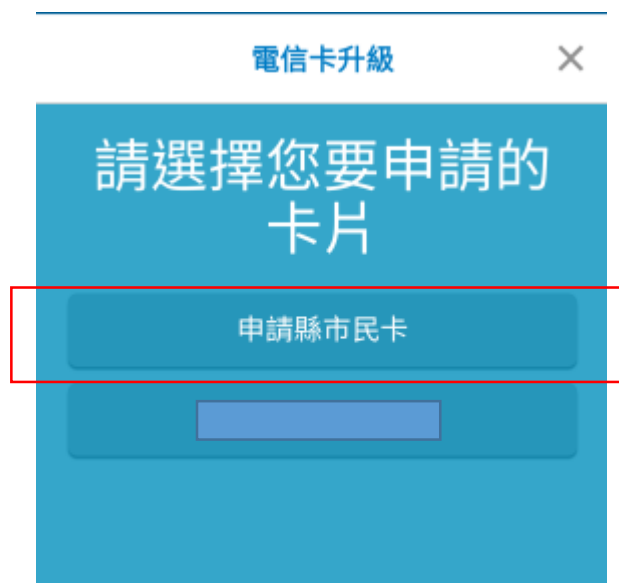 電信卡升級
請選擇您要申請的
卡片
申請縣市民卡